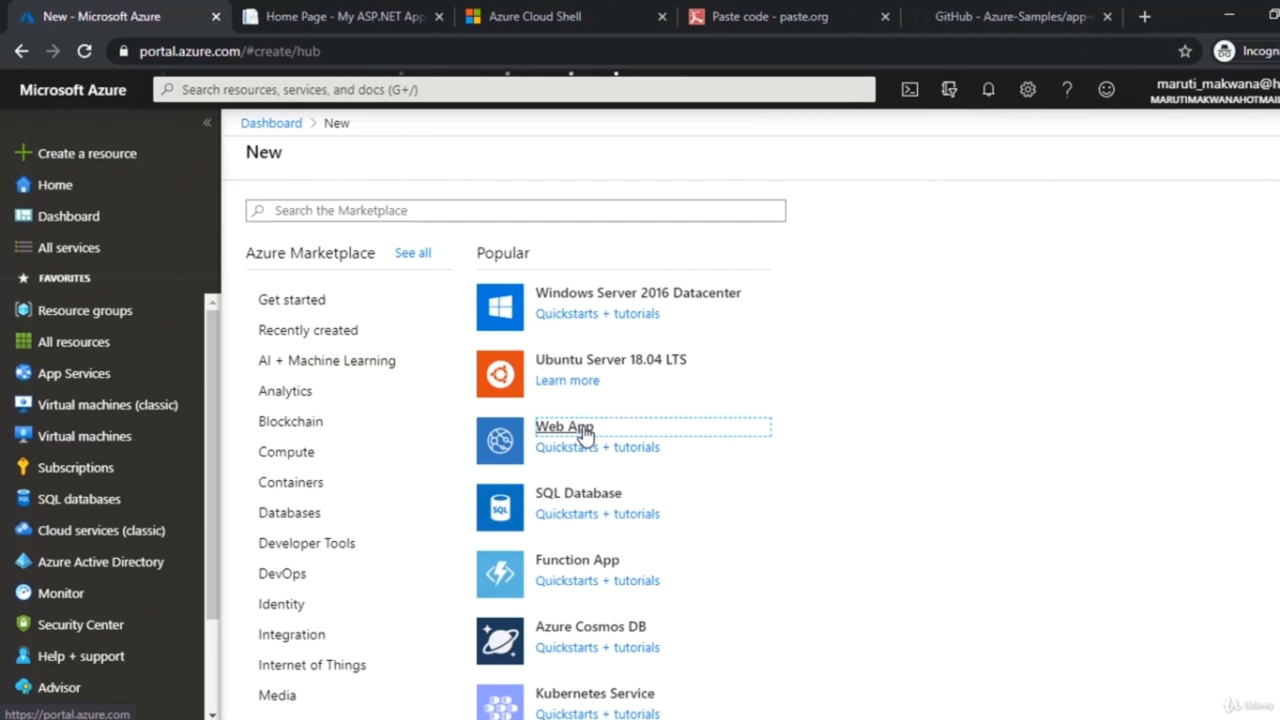 New - Microsoft Azure
Home Page - My ASP.NET App
Azure Cloud Shell
Paste code - paste.org
GitHub - Azure-Samples/app-
portal.azure.com/#create/hub
Incogn
Microsoft Azure
Search resources, services, and docs (G+/)
maruti_makwana@h
MARUTIMAKWANAHOTMAIL
Create a resource
Home
Dashboard
All services
FAVORITES
Resource groups
All resources
App Services
Virtual machines (classic)
Virtual machines
Subscriptions
SQL databases
Cloud services (classic)
Azure Active Directory
Monitor
Security Center
Help + support
Advisor
https://portal.azure.com
Dashboard > New
New
Search the Marketplace
Azure Marketplace See all
Get started
Recently created
AI + Machine Learning
Analytics
Blockchain
Compute
Containers
Databases
Developer Tools
DevOps
Identity
Integration
Internet of Things
Media
Popular
Windows Server 2016 Datacenter
Quickstarts + tutorials
Ubuntu Server 18.04 LTS
Learn more
Web App
Quickstarts + tutorials
SQL
SQL Database
Quickstarts + tutorials
Function App
Quickstarts + tutorials
Azure Cosmos DB
Quickstarts + tutorials
Kubernetes Service
Quickstarts + tutorials
Udemy